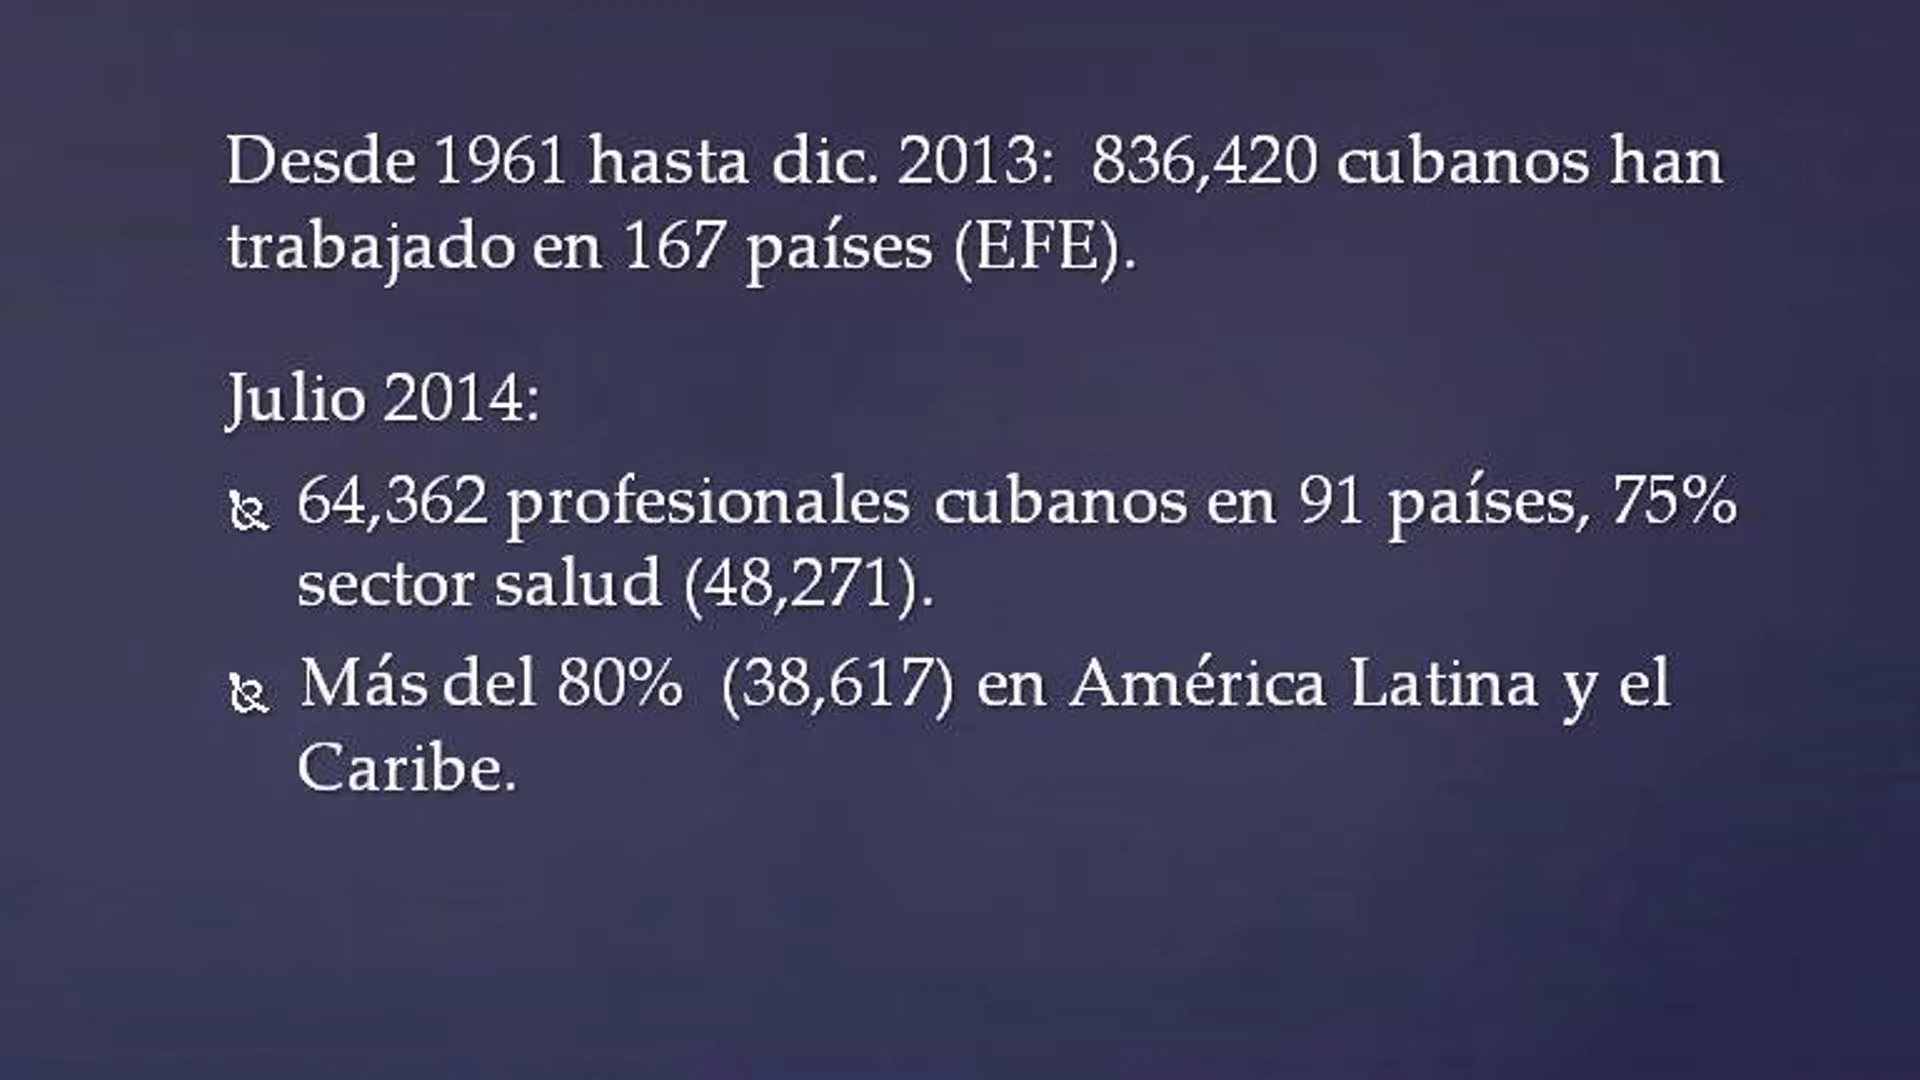 Desde 1961 hasta dic. 2013:  836,420 cubanos han
trabajado en 167 países (EFE).
Julio 2014:
64,362 profesionales cubanos en 91 países, 75%
sector salud (48,271).
Más del 80%  (38,617) en América Latina y el
Caribe.